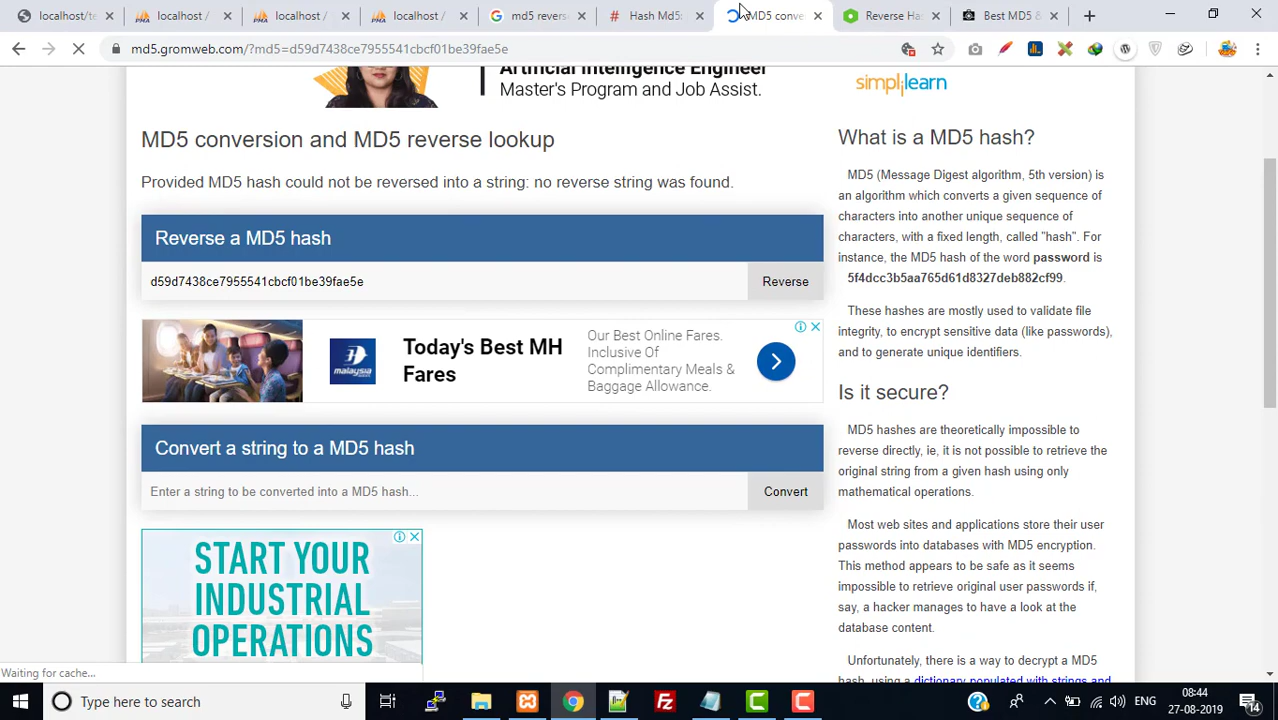 localhost/te
localhost /
localhost /
localhost /
md5 revers
Hash Md5:
MD5 conve
Reverse Has
Best MD5 &
md5.gromweb.com/?md5=d59d7438ce7955541cbcf01be39fae5e
Artificial Intelligence Engineer
Master's Program and Job Assist.
simplilearn
MD5 conversion and MD5 reverse lookup
Provided MD5 hash could not be reversed into a string: no reverse string was found.
Reverse a MD5 hash
d59d7438ce7955541cbcf01be39fae5e
Reverse
malaysia
Today's Best MH
Fares
Our Best Online Fares.
Inclusive Of
Complimentary Meals &
Baggage Allowance.
Convert a string to a MD5 hash
Enter a string to be converted into a MD5 hash...
Convert
START YOUR
INDUSTRIAL
OPERATIONS
What is a MD5 hash?
MD5 (Message Digest algorithm, 5th version) is
an algorithm which converts a given sequence of
characters into another unique sequence of
characters, with a fixed length, called "hash". For
instance, the MD5 hash of the word password is
5f4dcc3b5aa765d61d8327deb882cf99.
These hashes are mostly used to validate file
integrity, to encrypt sensitive data (like passwords),
and to generate unique identifiers.
Is it secure?
MD5 hashes are theoretically impossible to
reverse directly, ie, it is not possible to retrieve the
original string from a given hash using only
mathematical operations.
Most web sites and applications store their user
passwords into databases with MD5 encryption.
This method appears to be safe as it seems
impossible to retrieve original user passwords if,
say, a hacker manages to have a look at the
database content.
Unfortunately, there is a way to decrypt a MD5
hash, using a dictionary populated with strings and
Waiting for cache...
Type here to search
ENG
08:44
27-08-2019
14